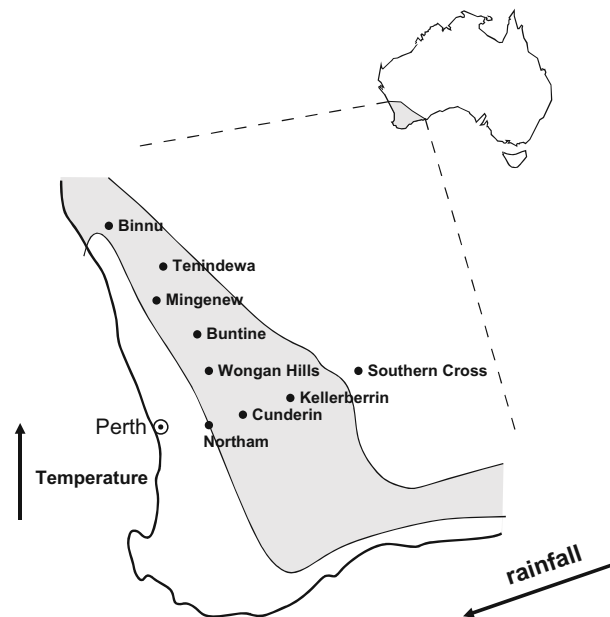 Binnu
Tenindewa
Mingenew
Buntine
Wongan Hills
Southern Cross
Kellerberrin
Cunderin
Perth
Northam
Temperature
rainfall